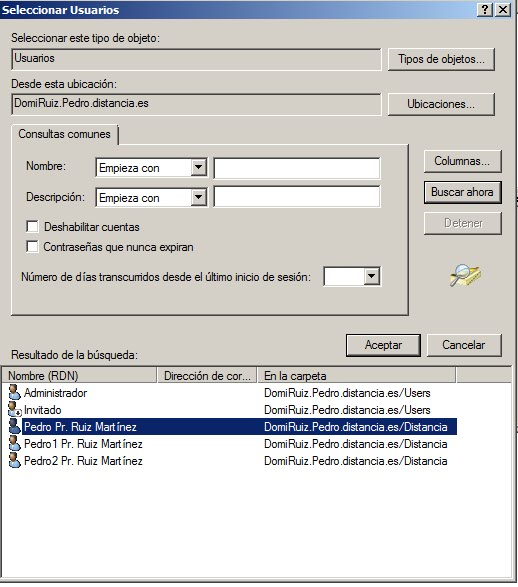 Seleccionar Usuarios
Seleccionar este tipo de objeto:
Usuarios
Tipos de objetos...
Desde esta ubicación:
DomiRuiz.Pedro.distancia.es
Ubicaciones...
Consultas comunes
Nombre:
Empieza con
Descripción:
Empieza con
Deshabilitar cuentas
Contraseñas que nunca expiran
Número de días transcurridos desde el último inicio de sesión:
Columnas...
Buscar ahora
Detener
Aceptar
Cancelar
Resultado de la búsqueda:
Nombre (RDN) Dirección de cor... En la carpeta
Administrador DomiRuiz.Pedro.distancia.es/Users
Invitado DomiRuiz.Pedro.distancia.es/Users
Pedro Pr. Ruiz Martínez DomiRuiz.Pedro.distancia.es/Distancia
Pedro1 Pr. Ruiz Martínez DomiRuiz.Pedro.distancia.es/Distancia
Pedro2 Pr. Ruiz Martínez DomiRuiz.Pedro.distancia.es/Distancia